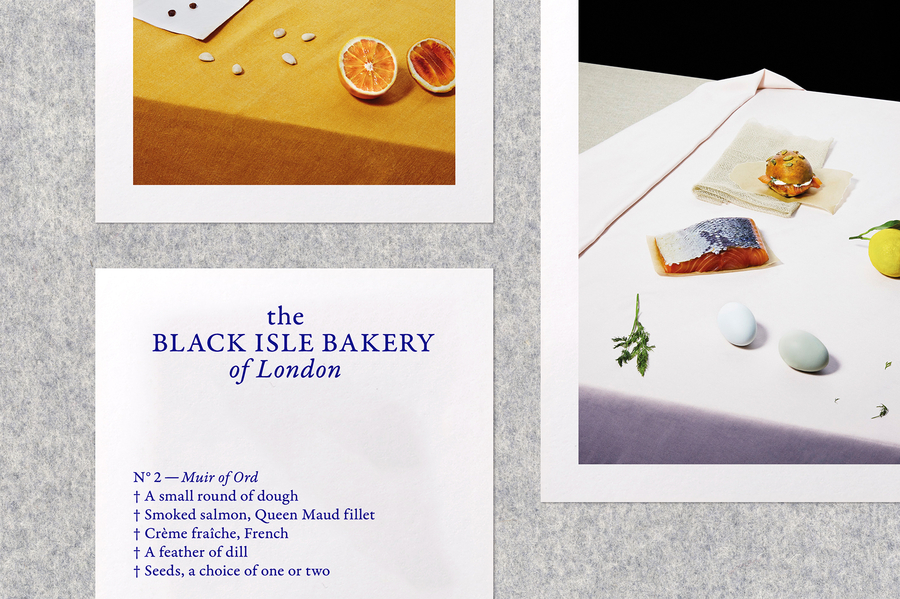 the
BLACK ISLE BAKERY
of London
N° 2 — Muir of Ord
† A small round of dough
† Smoked salmon, Queen Maud fillet
† Crème fraîche, French
† A feather of dill
† Seeds, a choice of one or two